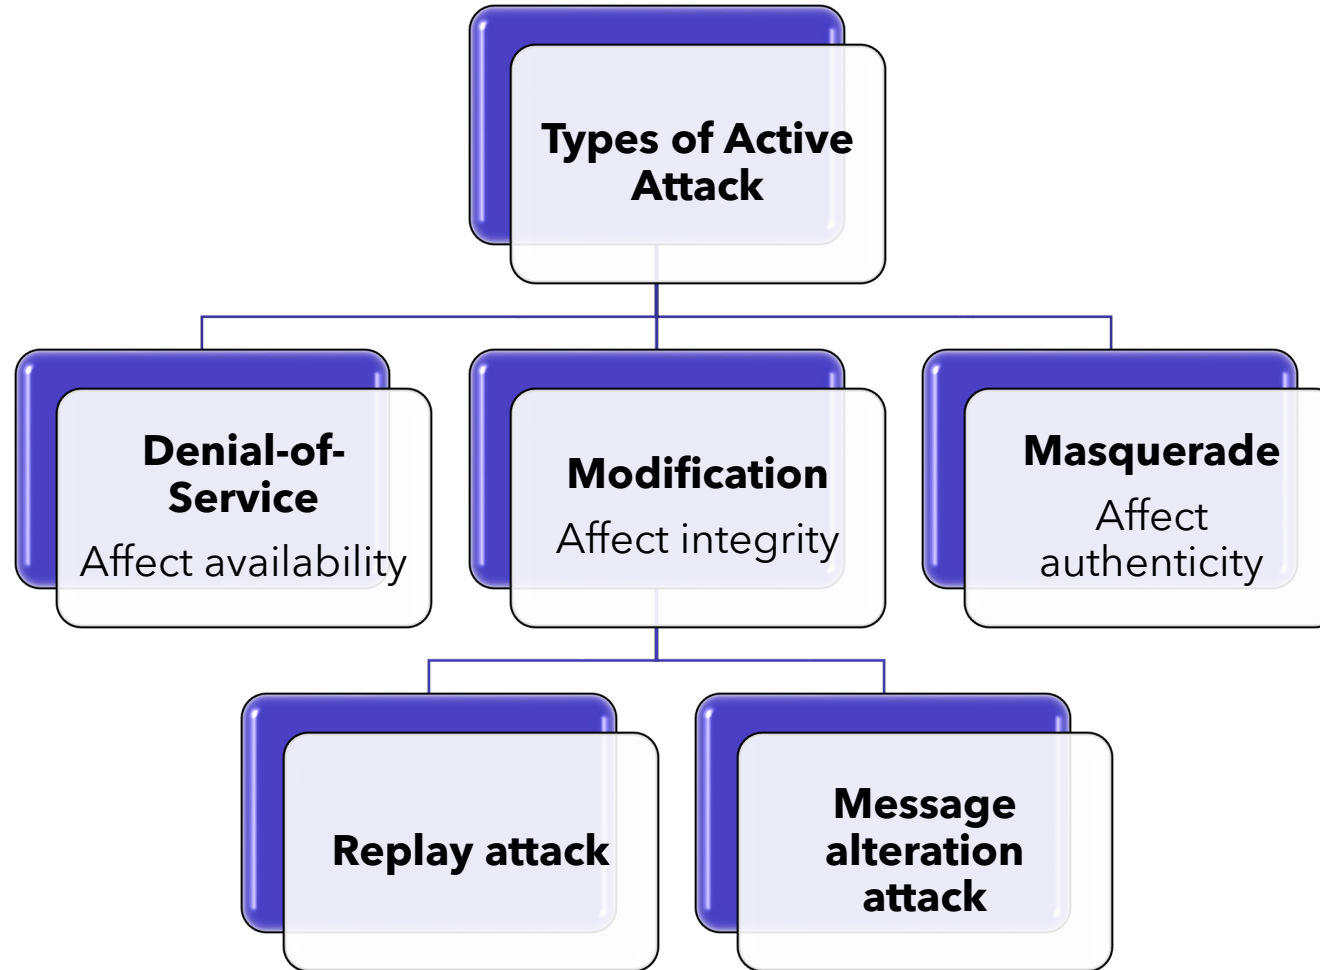 Types of Active
Attack
Denial-of-
Service
Affect availability
Modification
Affect integrity
Masquerade
Affect
authenticity
Replay attack
Message
alteration
attack